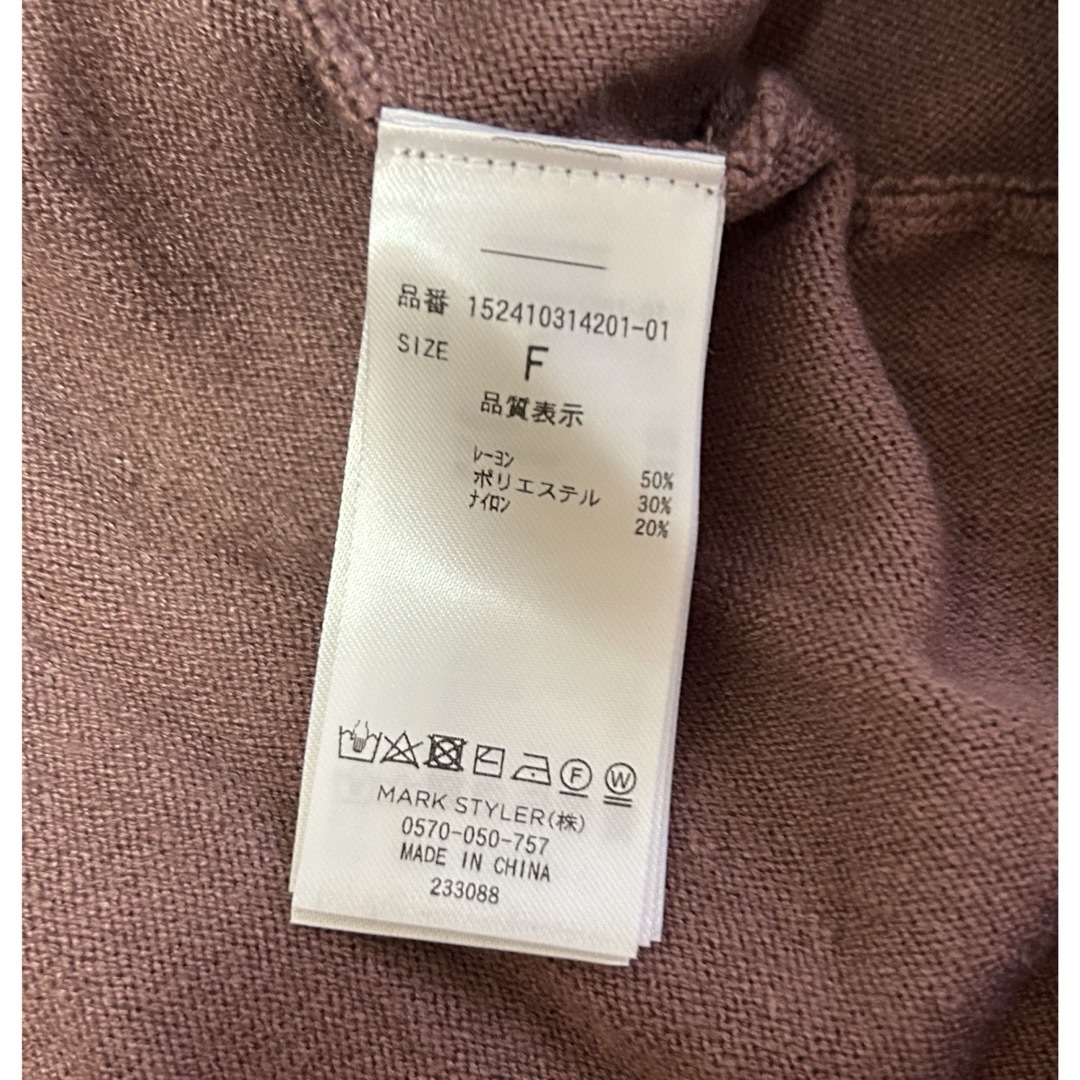 品番 152410314201-01
SIZE F
品質表示
レーヨン 50%
ポリエステル 30%
ナイロン 20%
F W
MARK STYLER(株)
0570-050-757
MADE IN CHINA
233088